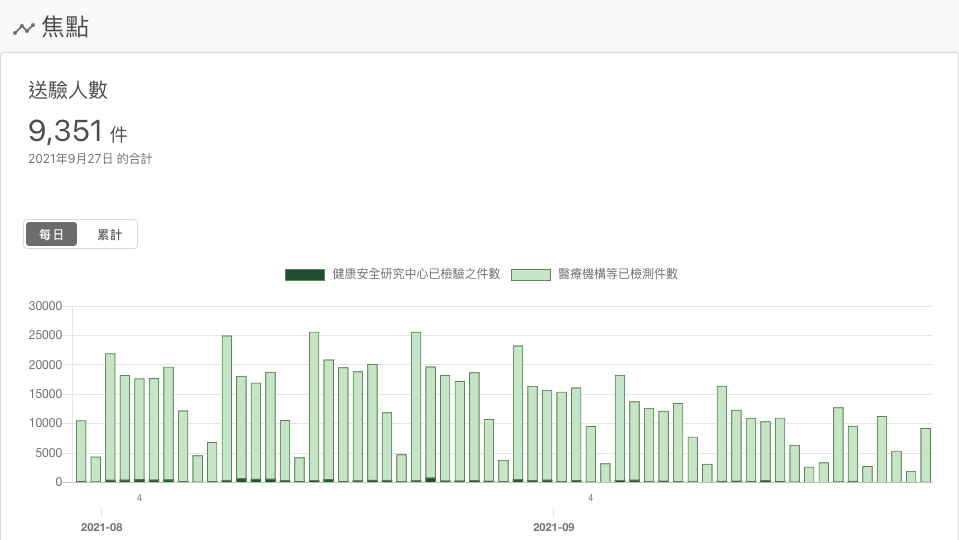 焦點
送驗人數
9,351 件
2021年9月27日 的合計
每日 累計
健康安全研究中心已檢驗之件數 醫療機構等已檢測件數
30000
25000
20000
15000
10000
5000
0
4 4
2021-08 2021-09